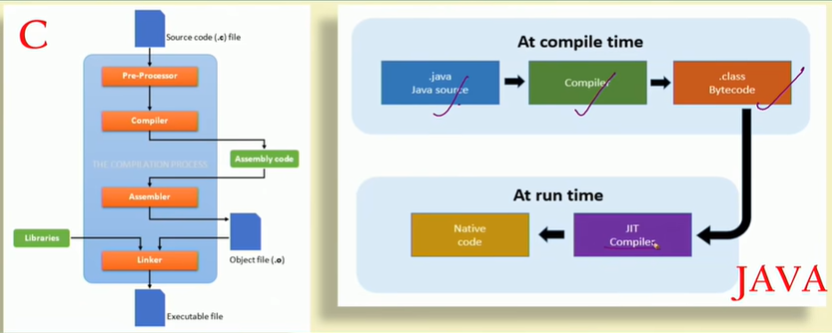 C
Source code (.c) file
Pre-Processor
Compiler
THE COMPILATION PROCESS
Assembly code
Assembler
Libraries
Object file (.o)
Linker
Executable file
At compile time
.java
Java source
Compiler
.class
Bytecode
At run time
Native
code
JIT
Compiler
JAVA